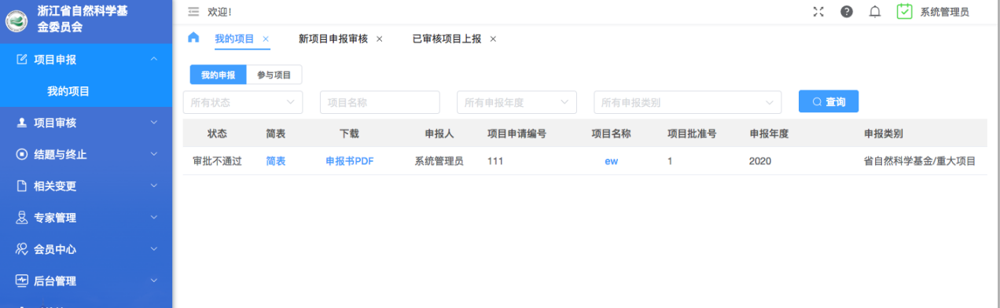 浙江省自然科学基
金委员会
欢迎!
系统管理员
我的项目 ×
新项目申报审核 ×
已审核项目上报 ×
项目申报
我的项目
项目审核
结题与终止
相关变更
专家管理
会员中心
后台管理
我的申报 参与项目
所有状态 项目名称 所有申报年度 所有申报类别 查询
状态 简表 下载 申报人 项目申请编号 项目名称 项目批准号 申报年度 申报类别
审批不通过 简表 申报书PDF 系统管理员 111 ew 1 2020 省自然科学基金/重大项目